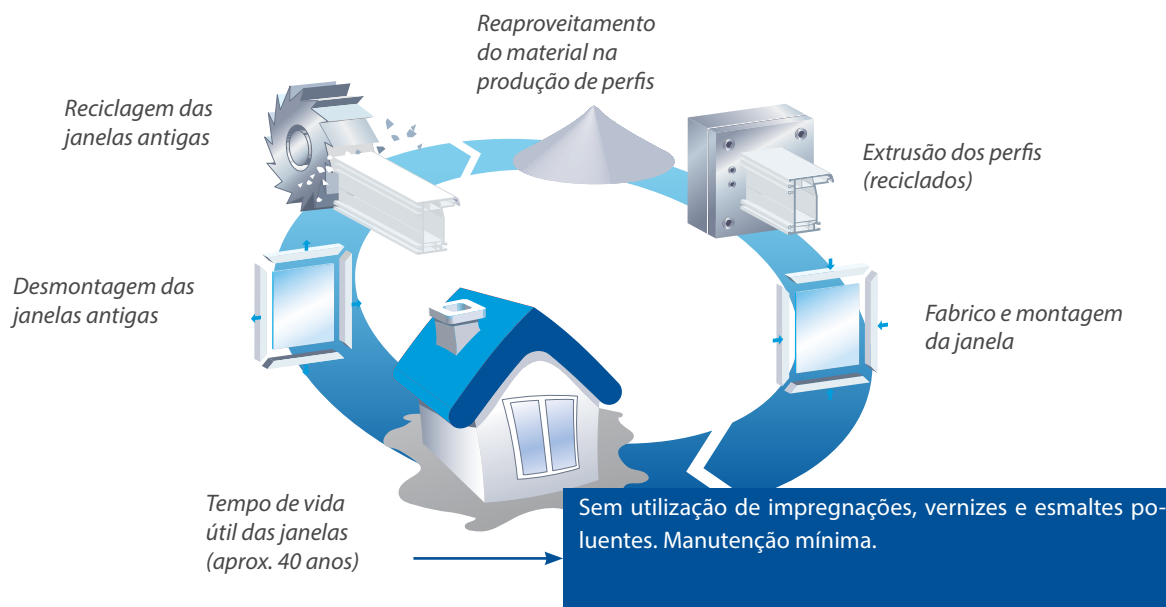 Reaproveitamento
do material na
produção de perfis
Reciclagem das
janelas antigas
Extrusão dos perfis
(reciclados)
Desmontagem das
janelas antigas
Fabrico e montagem
da janela
Tempo de vida
útil das janelas
(aprox. 40 anos)
Sem utilização de impregnações, vernizes e esmaltes po-
luentes. Manutenção mínima.